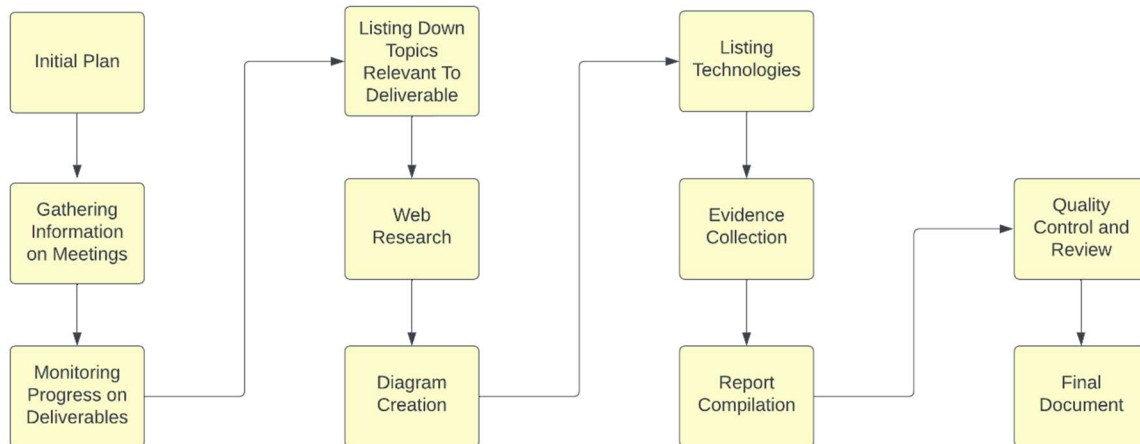 Initial Plan
Gathering
Information
on Meetings
Monitoring
Progress on
Deliverables
Listing Down
Topics
Relevant To
Deliverable
Web
Research
Diagram
Creation
Listing
Technologies
Evidence
Collection
Report
Compilation
Quality
Control and
Review
Final
Document